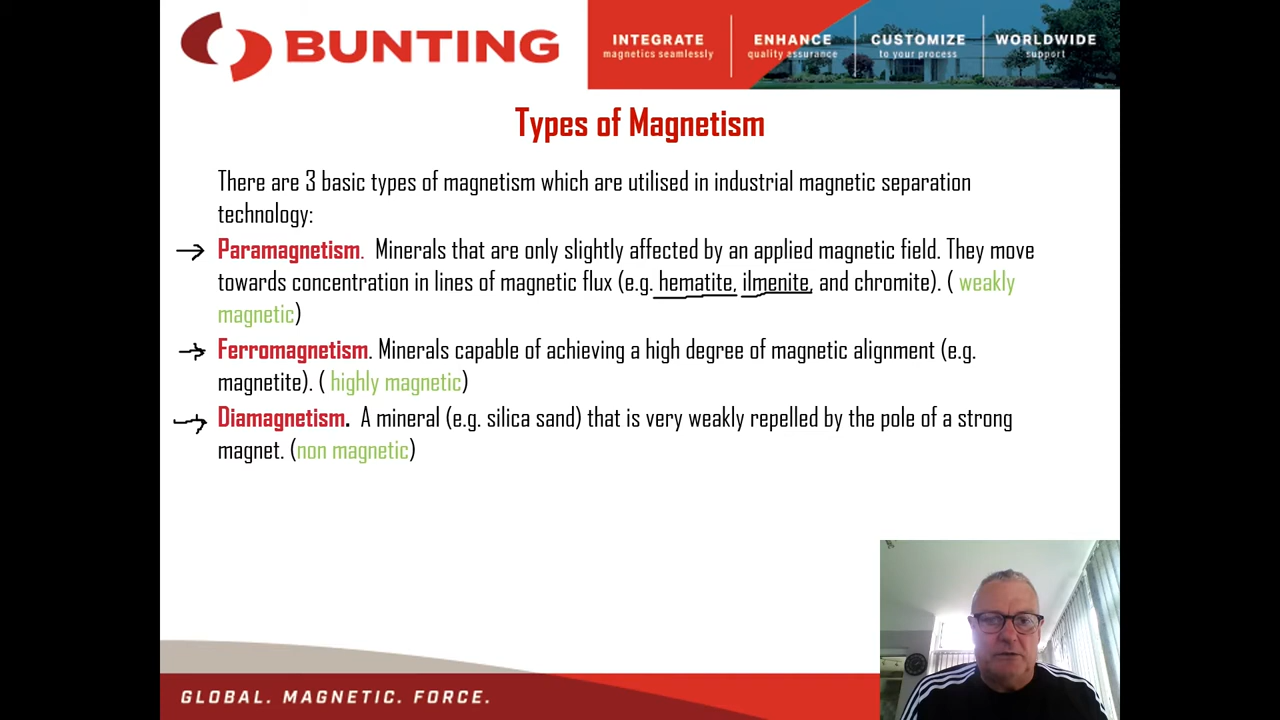 BUNTING
INTEGRATE
magnetics seamlessly
ENHANCE
quality assurance
CUSTOMIZE
to your process
WORLDWIDE
support
Types of Magnetism
There are 3 basic types of magnetism which are utilised in industrial magnetic separation
technology:
Paramagnetism. Minerals that are only slightly affected by an applied magnetic field. They move
towards concentration in lines of magnetic flux (e.g. hematite, ilmenite, and chromite). ( weakly
magnetic)
Ferromagnetism. Minerals capable of achieving a high degree of magnetic alignment (e.g.
magnetite). ( highly magnetic)
Diamagnetism. A mineral (e.g. silica sand) that is very weakly repelled by the pole of a strong
magnet. (non magnetic)
GLOBAL. MAGNETIC. FORCE.